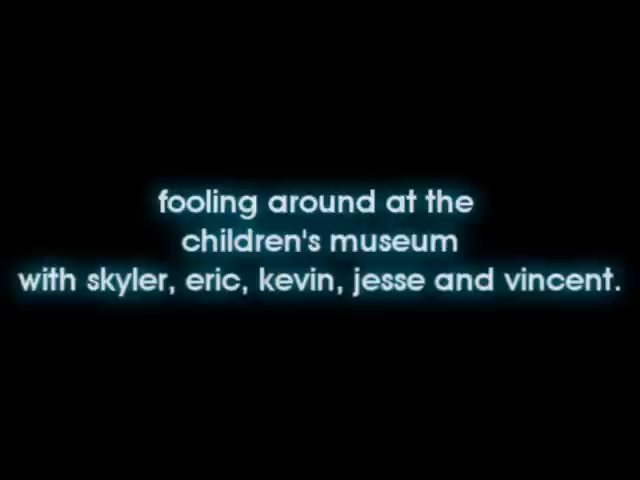 fooling around at the
children's museum
with skyler, eric, kevin, jesse and vincent.